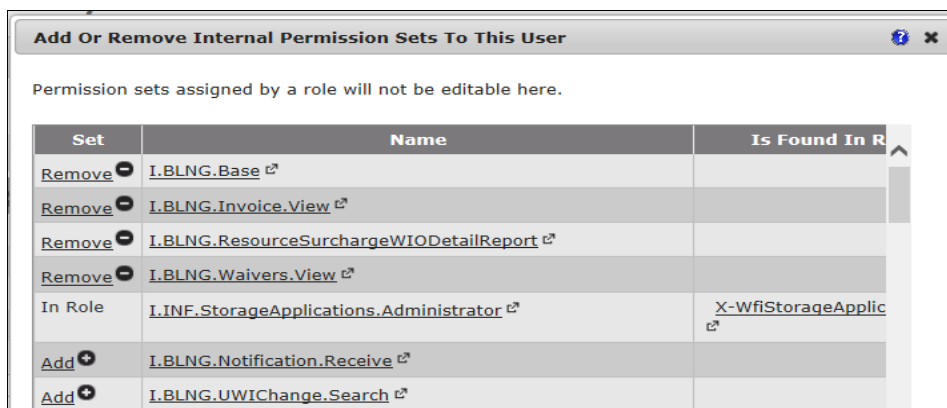 Add Or Remove Internal Permission Sets To This User
Permission sets assigned by a role will not be editable here.
Set Name Is Found In R
Remove I.BLNG.Base
Remove I.BLNG.Invoice.View
Remove I.BLNG.ResourceSurchargeWIODetailReport
Remove I.BLNG.Waivers.View
In Role I.INF.StorageApplications.Administrator X-WfiStorageApplic
Add I.BLNG.Notification.Receive
Add I.BLNG.UWIChange.Search